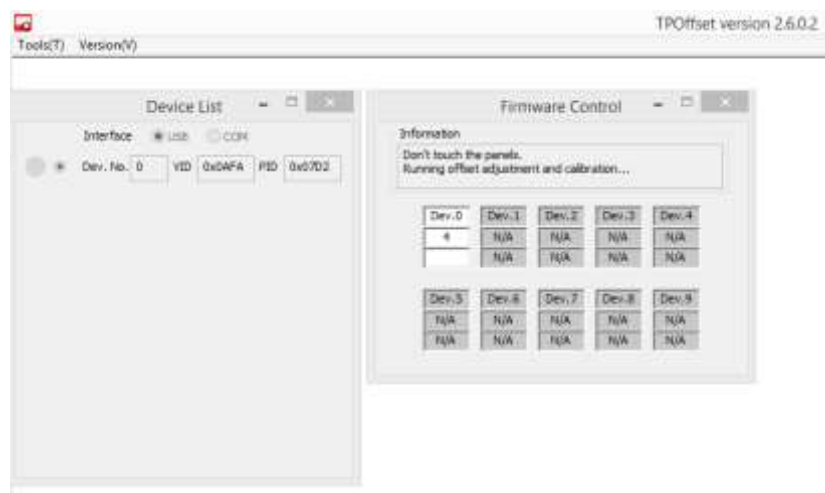 TPOffset version 2.6.0.2
Tools(T) Version(V)
Device List
Interface USB COM
Dev. No. 0 VID 0x0AFA PID 0x07D2
Firmware Control
Information
Don't touch the panels.
Running offset adjustment and calibration...
Dev.0 Dev.1 Dev.2 Dev.3 Dev.4
4 N/A N/A N/A N/A
N/A N/A N/A N/A
Dev.5 Dev.6 Dev.7 Dev.8 Dev.9
N/A N/A N/A N/A N/A
N/A N/A N/A N/A N/A